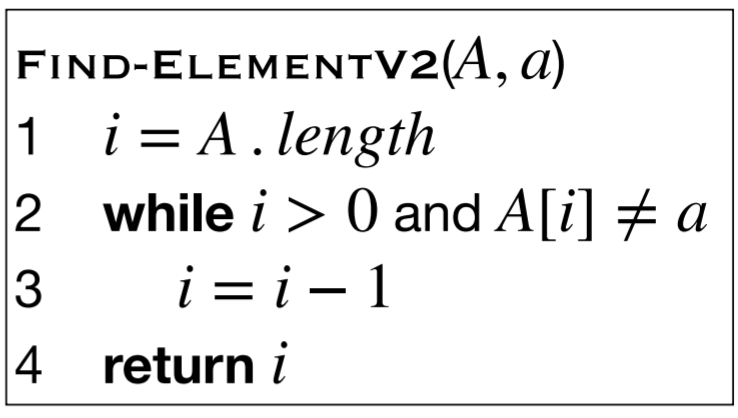 FIND-ELEMENTV2(A, a)
1 i = A . length
2 while i > 0 and A[i] ≠ a
3 i = i − 1
4 return i